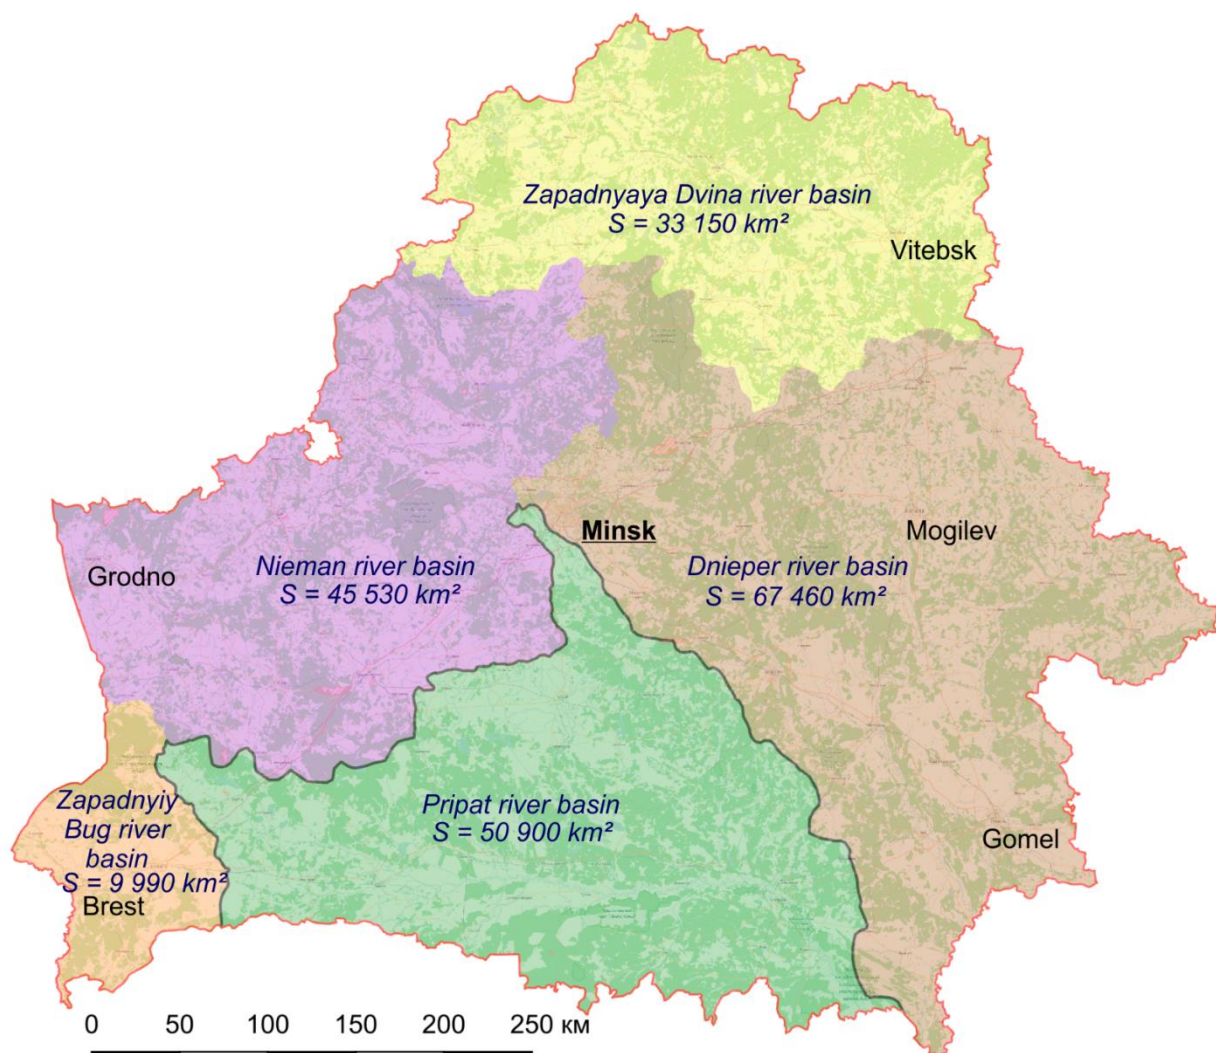 Zapadnyaya Dvina river basin
S = 33 150 km²
Vitebsk
Minsk
Mogilev
Nieman river basin
S = 45 530 km²
Grodno
Dnieper river basin
S = 67 460 km²
Zapadnyiy
Bug river
basin
S = 9 990 km²
Brest
Pripat river basin
S = 50 900 km²
Gomel
0 50 100 150 200 250 км